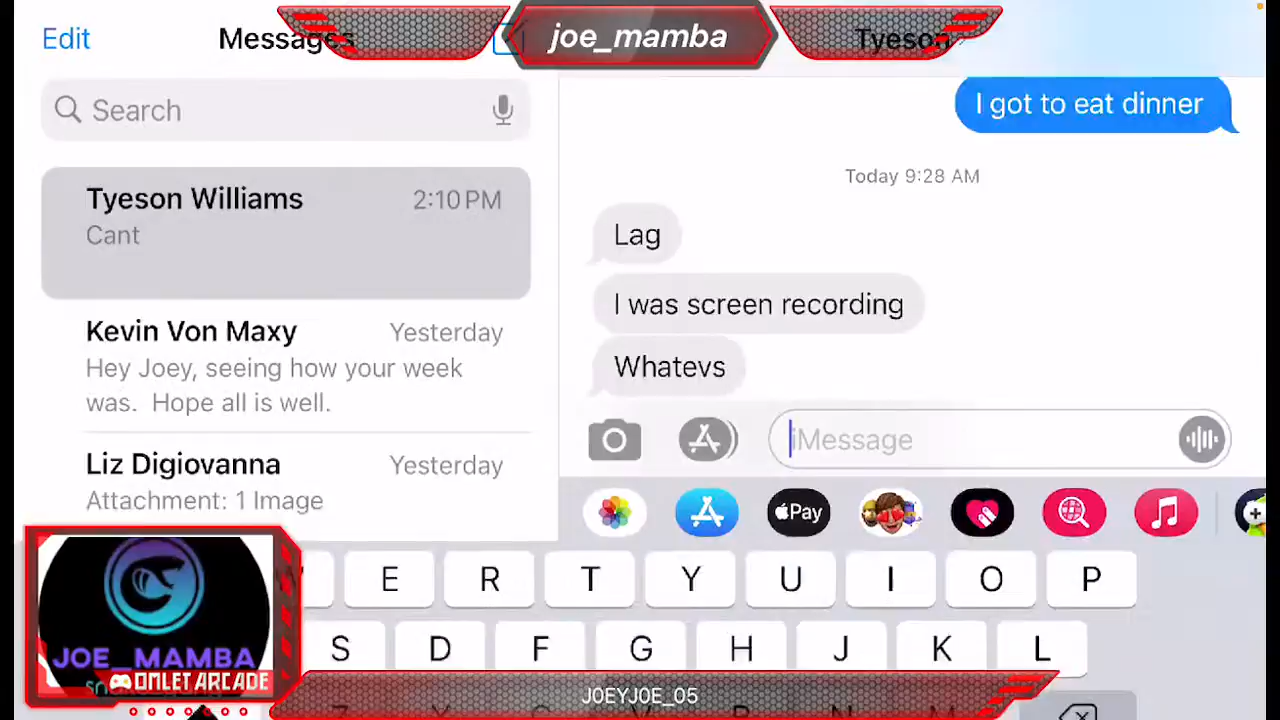 Edit
Messages
joe_mamba
Tyeson
Search
Tyeson Williams
2:10 PM
Cant
Kevin Von Maxy
Yesterday
Hey Joey, seeing how your week
was. Hope all is well.
Liz Digiovanna
Yesterday
Attachment: 1 Image
I got to eat dinner
Today 9:28 AM
Lag
I was screen recording
Whatevs
iMessage
Pay
E R T Y U I O P
S D F G H J K L
JOE_MAMBA
OMLET ARCADE
JOEYJOE_05